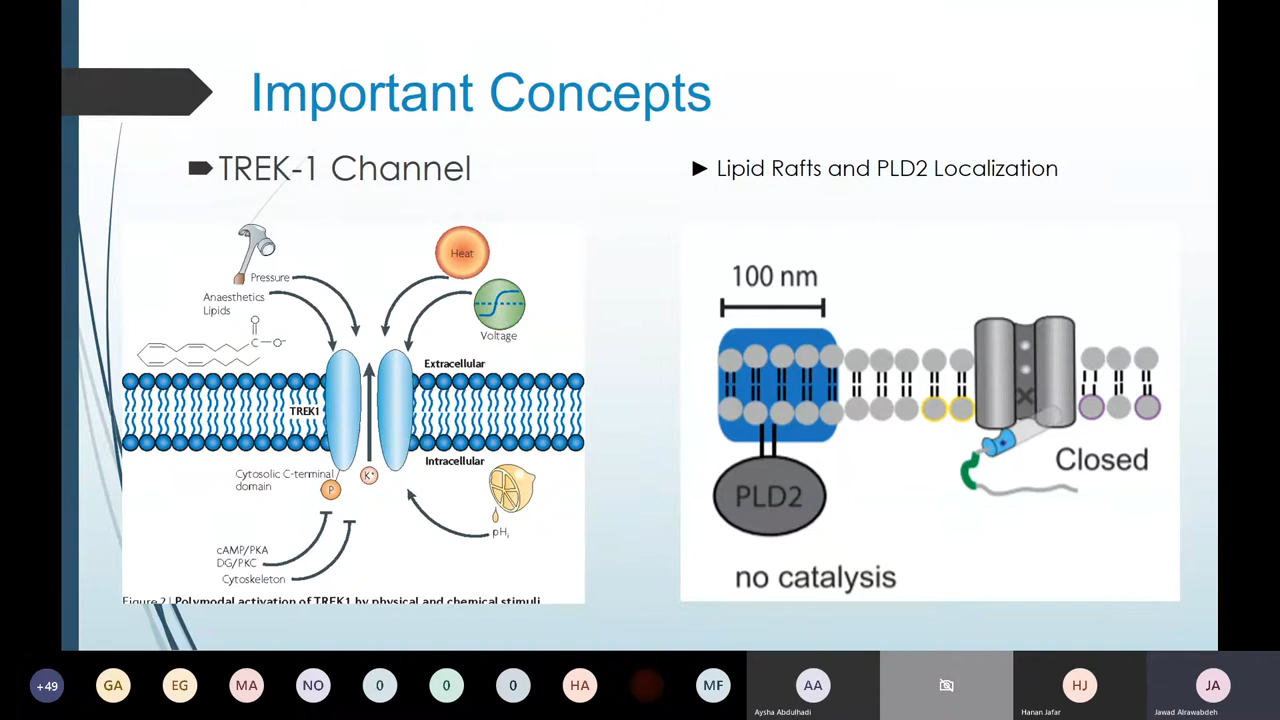 Important Concepts
TREK-1 Channel
Pressure
Anaesthetics
Lipids
Heat
Voltage
C
O
O-
Extracellular
TREK1
Intracellular
Cytosolic C-terminal
domain
P
K+
pHi
cAMP/PKA
DG/PKC
Cytoskeleton
Figure 2 | Polymodal activation of TREK1 by physical and chemical stimuli
Lipid Rafts and PLD2 Localization
100 nm
PLD2
Closed
no catalysis
+49
GA
EG
MA
NO
0
0
0
HA
MF
AA
Aysha Abdulhadi
HJ
Hanan Jafar
JA
Jawad Alrawabdeh